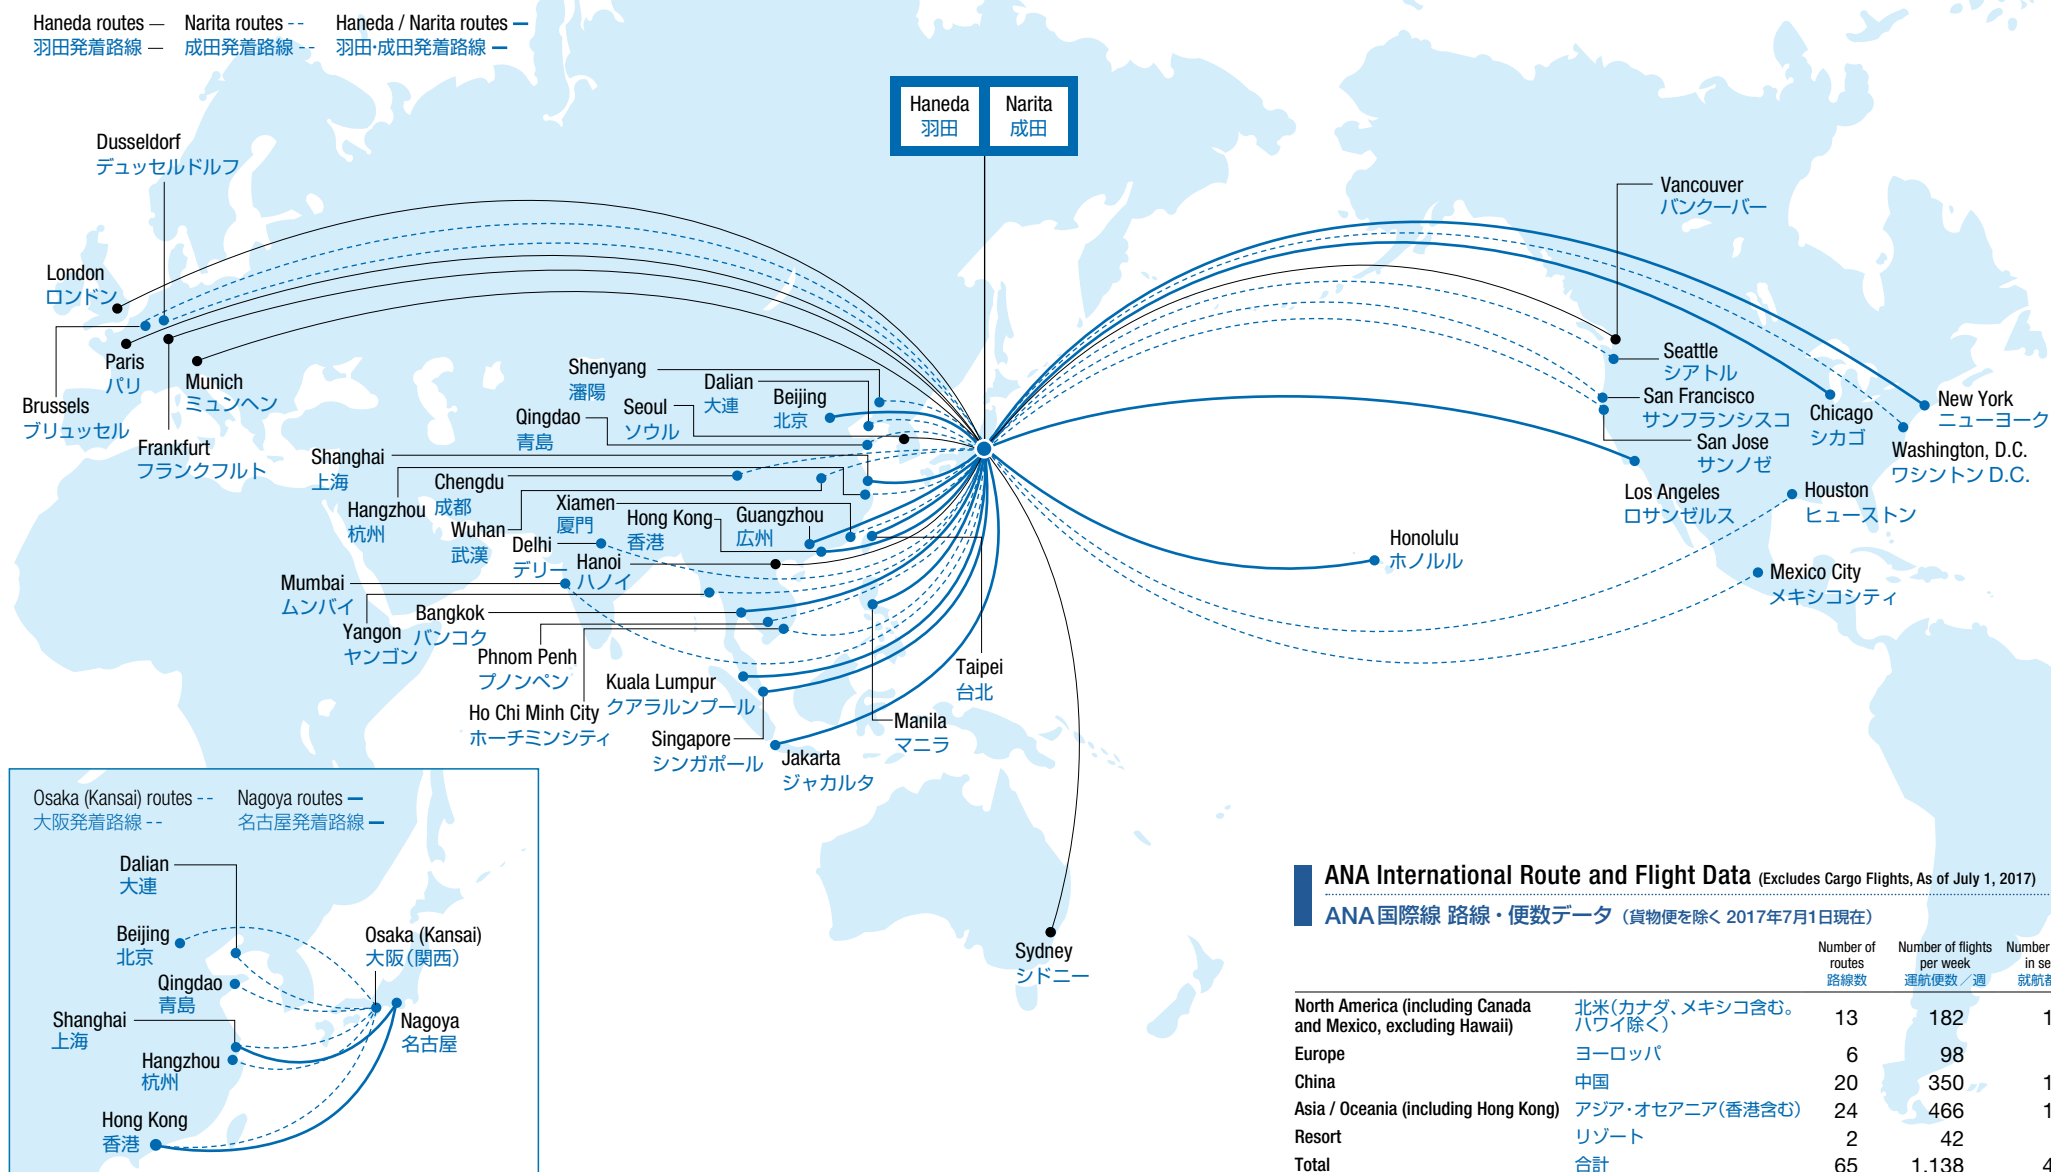 Haneda routes Narita routes Haneda / Narita routes
羽田発着路線 成田発着路線 羽田・成田発着路線
Haneda
羽田
Narita
成田
Dusseldorf
デュッセルドルフ
Vancouver
バンクーバー
London
ロンドン
Paris
パリ
Munich
ミュンヘン
Brussels
ブリュッセル
Frankfurt
フランクフルト
Shenyang
瀋陽
Dalian
大連
Beijing
北京
Qingdao
青島
Seoul
ソウル
Shanghai
上海
Hangzhou
杭州
Chengdu
成都
Wuhan
武漢
Xiamen
厦門
Hong Kong
香港
Guangzhou
広州
Delhi
デリー
Hanoi
ハノイ
Mumbai
ムンバイ
Yangon
ヤンゴン
Bangkok
バンコク
Phnom Penh
プノンペン
Ho Chi Minh City
ホーチミンシティ
Kuala Lumpur
クアラルンプール
Singapore
シンガポール
Jakarta
ジャカルタ
Manila
マニラ
Taipei
台北
Seattle
シアトル
San Francisco
サンフランシスコ
San Jose
サンノゼ
Los Angeles
ロサンゼルス
Chicago
シカゴ
New York
ニューヨーク
Washington, D.C.
ワシントン D.C.
Houston
ヒューストン
Honolulu
ホノルル
Mexico City
メキシコシティ
Sydney
シドニー
Osaka (Kansai) routes Nagoya routes
大阪発着路線 名古屋発着路線
Dalian
大連
Beijing
北京
Qingdao
青島
Shanghai
上海
Hangzhou
杭州
Hong Kong
香港
Osaka (Kansai)
大阪(関西)
Nagoya
名古屋
ANA International Route and Flight Data (Excludes Cargo Flights, As of July 1, 2017)
ANA国際線 路線・便数データ (貨物便を除く 2017年7月1日現在)
Number of routes
路線数
Number of flights per week
運航便数/週
Number
in
就航
North America (including Canada and Mexico, excluding Hawaii) 北米(カナダ、メキシコ含む。ハワイ除く) 13 182
Europe ヨーロッパ 6 98
China 中国 20 350
Asia / Oceania (including Hong Kong) アジア・オセアニア(香港含む) 24 466
Resort リゾート 2 42
Total 合計 65 1,138